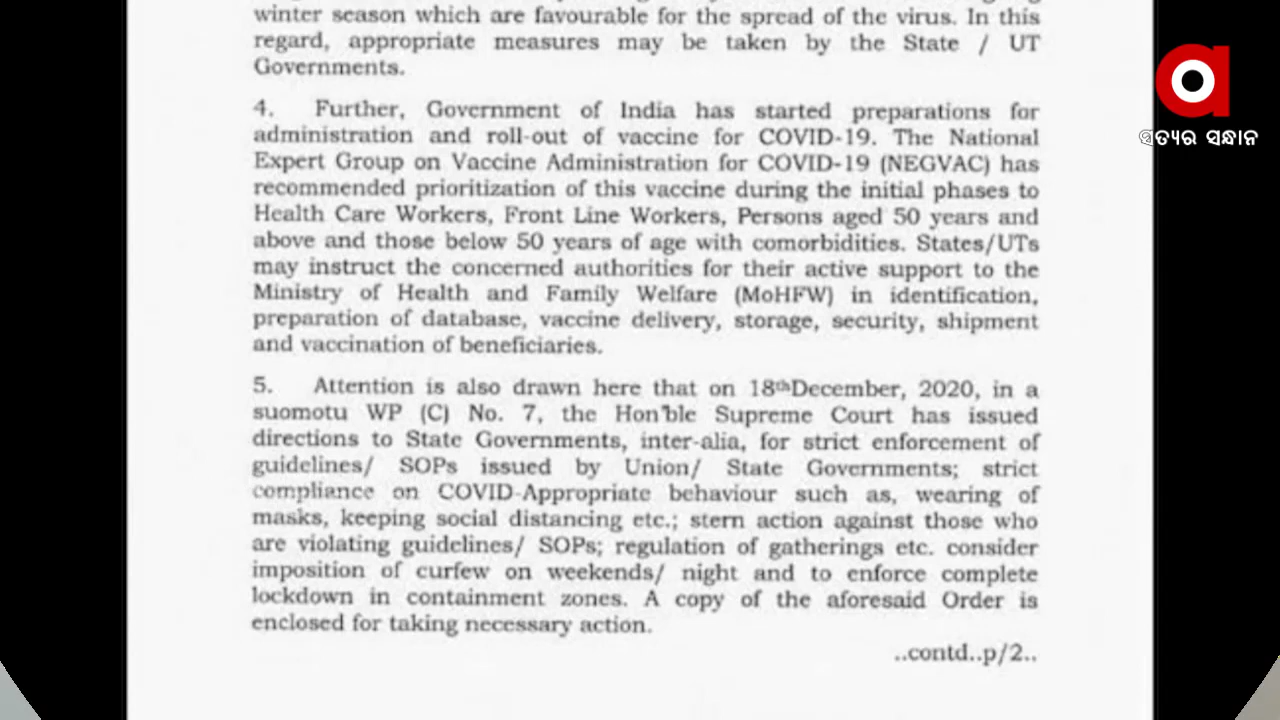 winter season which are favourable for the spread of the virus. In this
regard, appropriate measures may be taken by the State / UT
Governments.
4. Further, Government of India has started preparations for
administration and roll-out of vaccine for COVID-19. The National
Expert Group on Vaccine Administration for COVID-19 (NEGVAC) has
recommended prioritization of this vaccine during the initial phases to
Health Care Workers, Front Line Workers, Persons aged 50 years and
above and those below 50 years of age with comorbidities. States/UTs
may instruct the concerned authorities for their active support to the
Ministry of Health and Family Welfare (MoHFW) in identification,
preparation of database, vaccine delivery, storage, security, shipment
and vaccination of beneficiaries.
5. Attention is also drawn here that on 18thDecember, 2020, in a
suomotu WP (C) No. 7, the Hon'ble Supreme Court has issued
directions to State Governments, inter-alia, for strict enforcement of
guidelines/ SOPs issued by Union/ State Governments; strict
compliance on COVID-Appropriate behaviour such as, wearing of
masks, keeping social distancing etc.; stern action against those who
are violating guidelines/ SOPs; regulation of gatherings etc. consider
imposition of curfew on weekends/ night and to enforce complete
lockdown in containment zones. A copy of the aforesaid Order is
enclosed for taking necessary action.
..contd..p/2..
a
ସତ୍ୟର ସନ୍ଧାନ